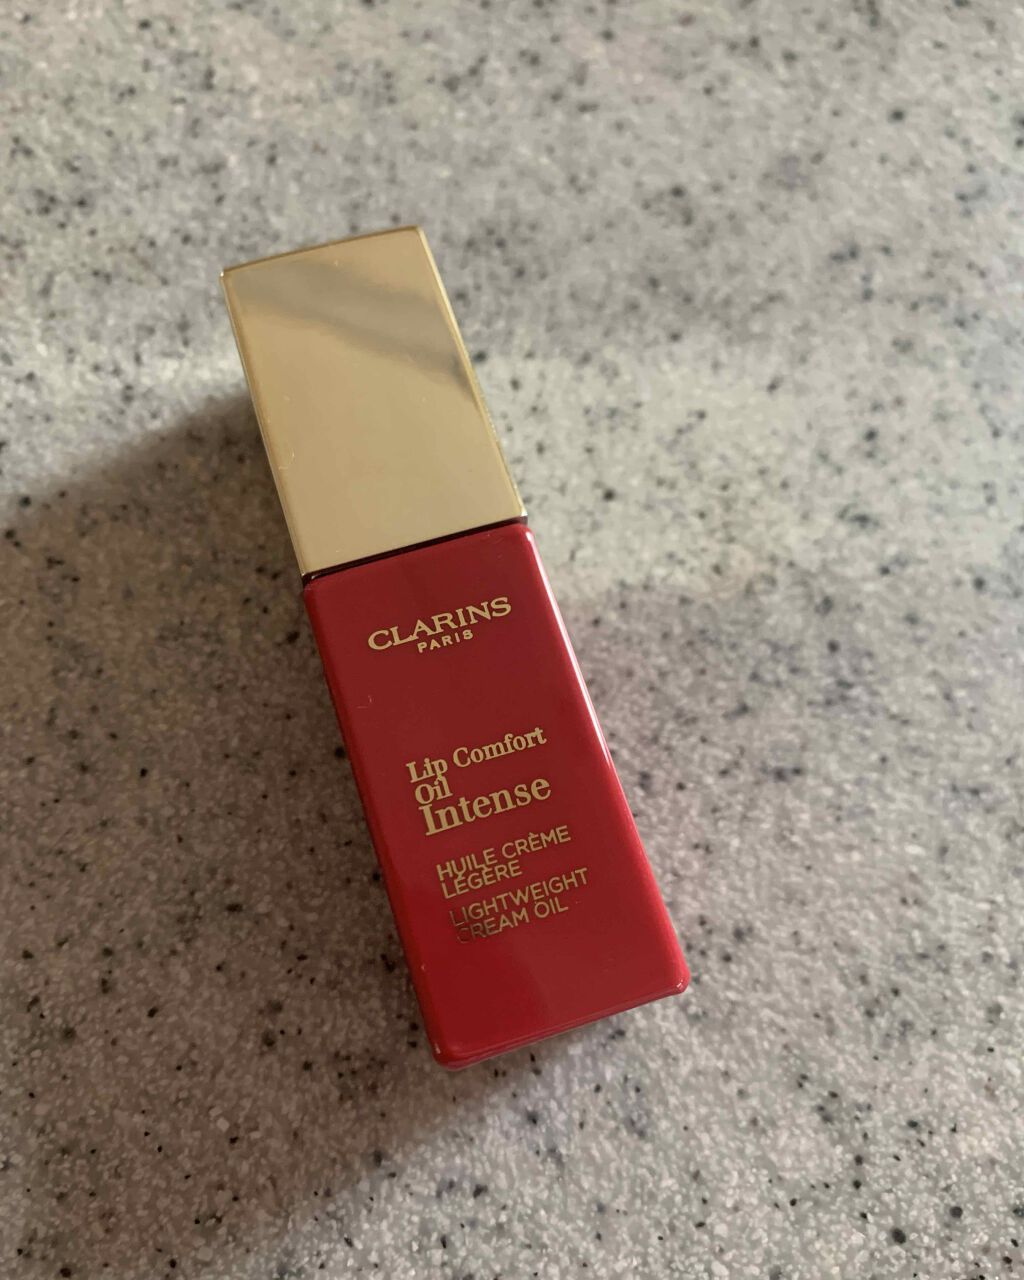 CLARINS
PARIS
Lip Comfort
Oil
Intense
HUILE CRÈME
LÉGÈRE
LIGHTWEIGHT
CREAM OIL